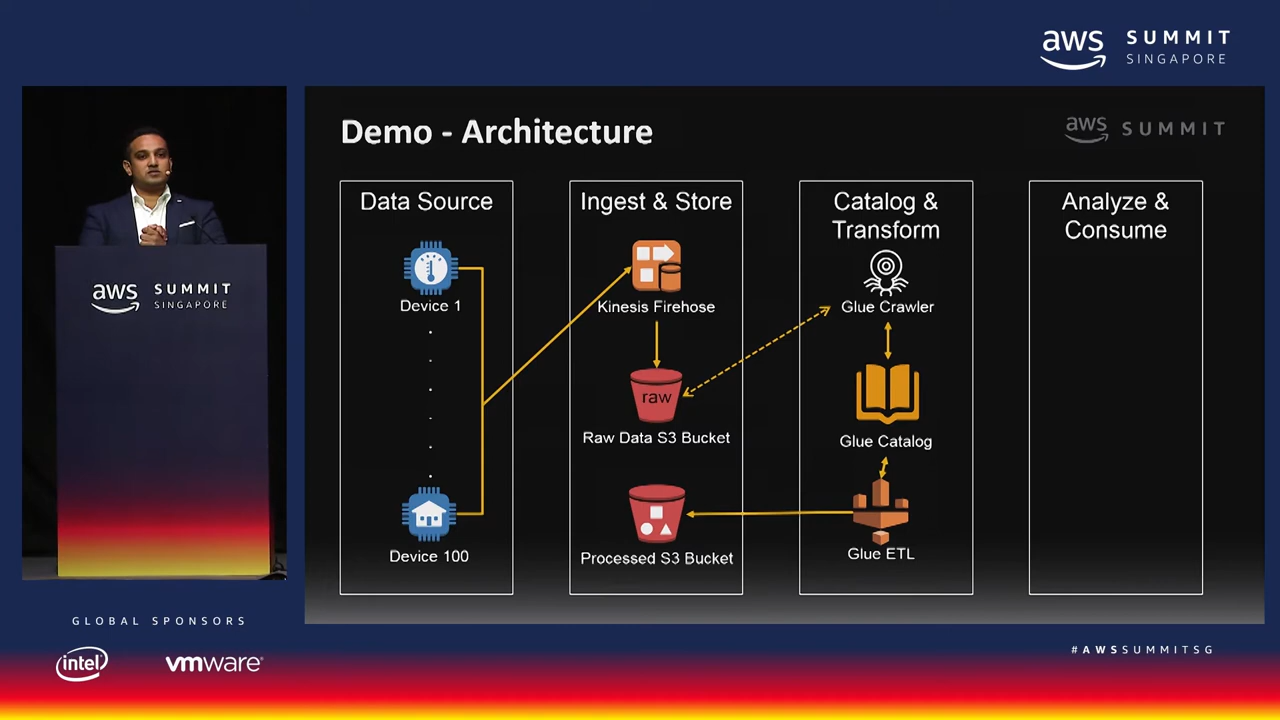 aws SUMMIT
SINGAPORE
Demo - Architecture
aws SUMMIT
Data Source
Device 1
Device 100
Ingest & Store
Kinesis Firehose
raw
Raw Data S3 Bucket
Processed S3 Bucket
Catalog &
Transform
Glue Crawler
Glue Catalog
Glue ETL
Analyze &
Consume
aws SUMMIT
SINGAPORE
GLOBAL SPONSORS
intel
vmware
#AWSSUMMITSG